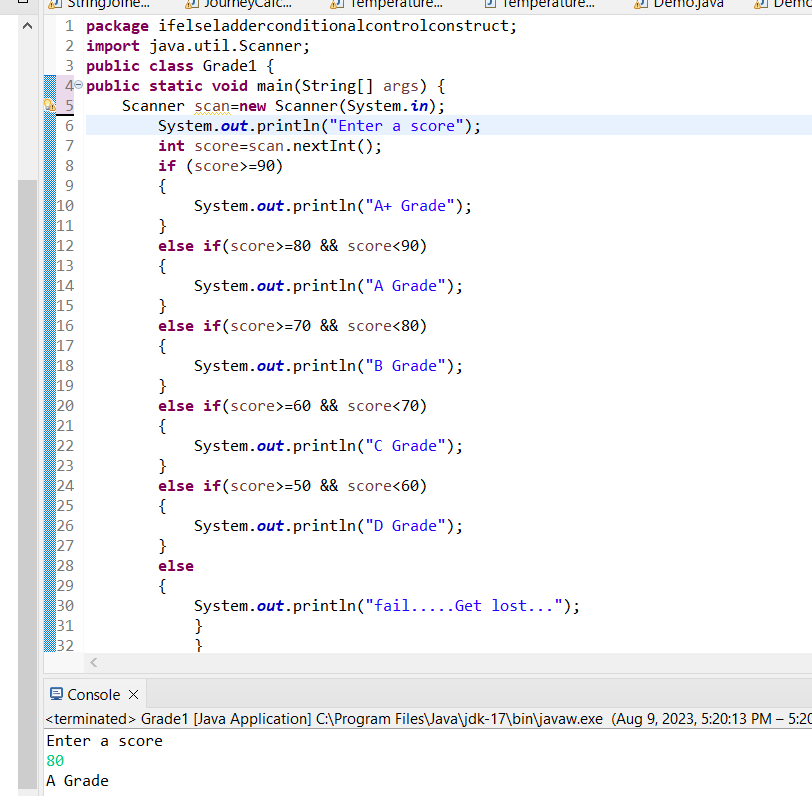 StringJoine... JourneyCalc... Temperature... Temperature... Demo.java Demo
1 package ifelseladderconditionalcontrolconstruct;
2 import java.util.Scanner;
3 public class Grade1 {
4 public static void main(String[] args) {
5 Scanner scan=new Scanner(System.in);
6 System.out.println("Enter a score");
7 int score=scan.nextInt();
8 if (score>=90)
9 {
10 System.out.println("A+ Grade");
11 }
12 else if(score>=80 && score<90)
13 {
14 System.out.println("A Grade");
15 }
16 else if(score>=70 && score<80)
17 {
18 System.out.println("B Grade");
19 }
20 else if(score>=60 && score<70)
21 {
22 System.out.println("C Grade");
23 }
24 else if(score>=50 && score<60)
25 {
26 System.out.println("D Grade");
27 }
28 else
29 {
30 System.out.println("fail.....Get lost...");
31 }
32 }
Console
<terminated> Grade1 [Java Application] C:\Program Files\Java\jdk-17\bin\javaw.exe (Aug 9, 2023, 5:20:13 PM – 5:20
Enter a score
80
A Grade